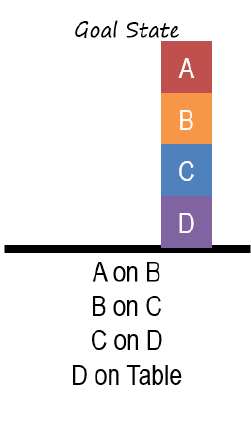 Goal State
A
B
C
D
A on B
B on C
C on D
D on Table